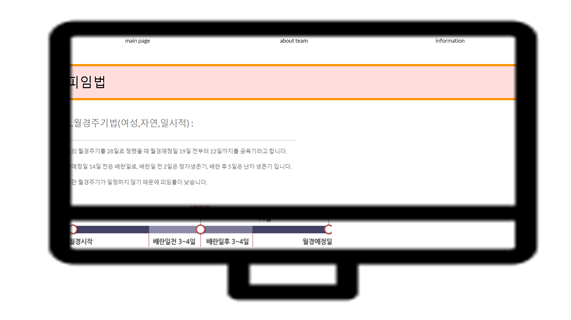 main page about team information
피임법
월경주기법(여성,자연,일시적) :
의 월경주기를 28일로 정했을 때 월경예정일 19일 전부터 12일까지를 금욕기라고 합니다.
예정일 14일 전은 배란일로, 배란일 전 2일은 정자생존기, 배란 후 5일은 난자 생존기 입니다.
한 월경주기가 일정하지 않기 때문에 피임률이 낮습니다.
월경시작 배란일전 3~4일 배란일후 3~4일 월경예정일